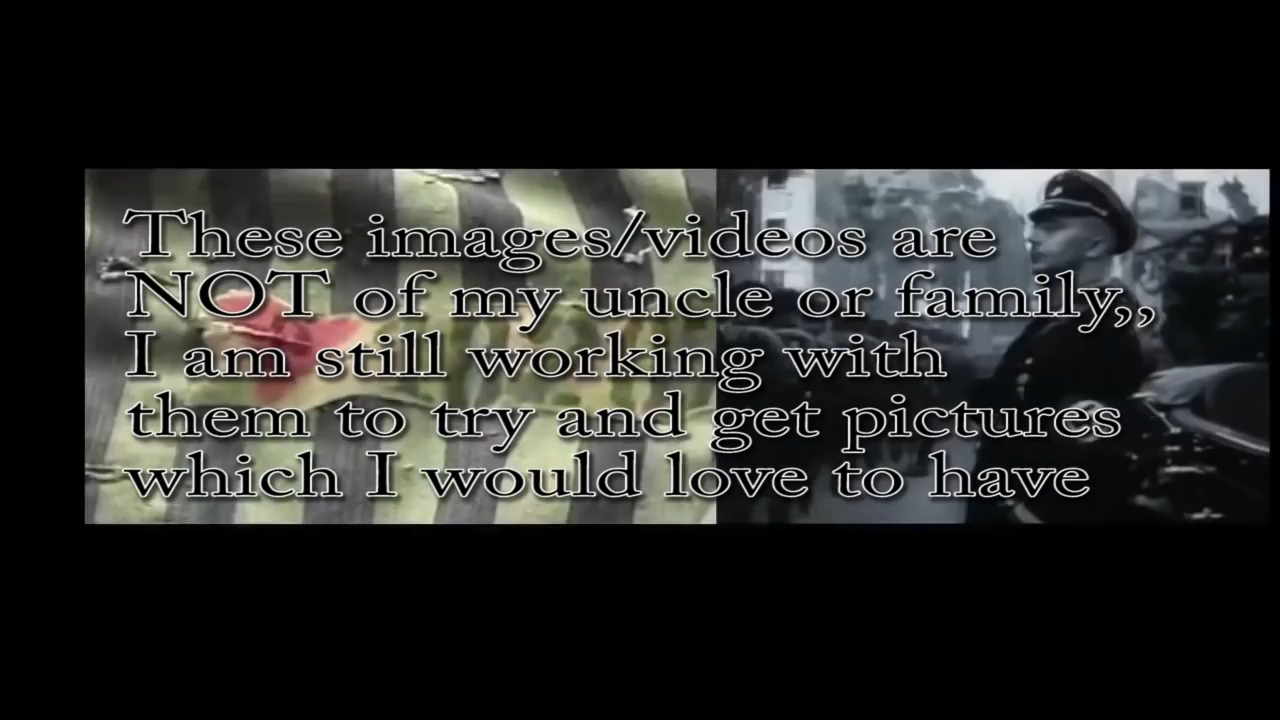 These images/videos are
NOT of my uncle or family,,
I am still working with
them to try and get pictures
which I would love to have